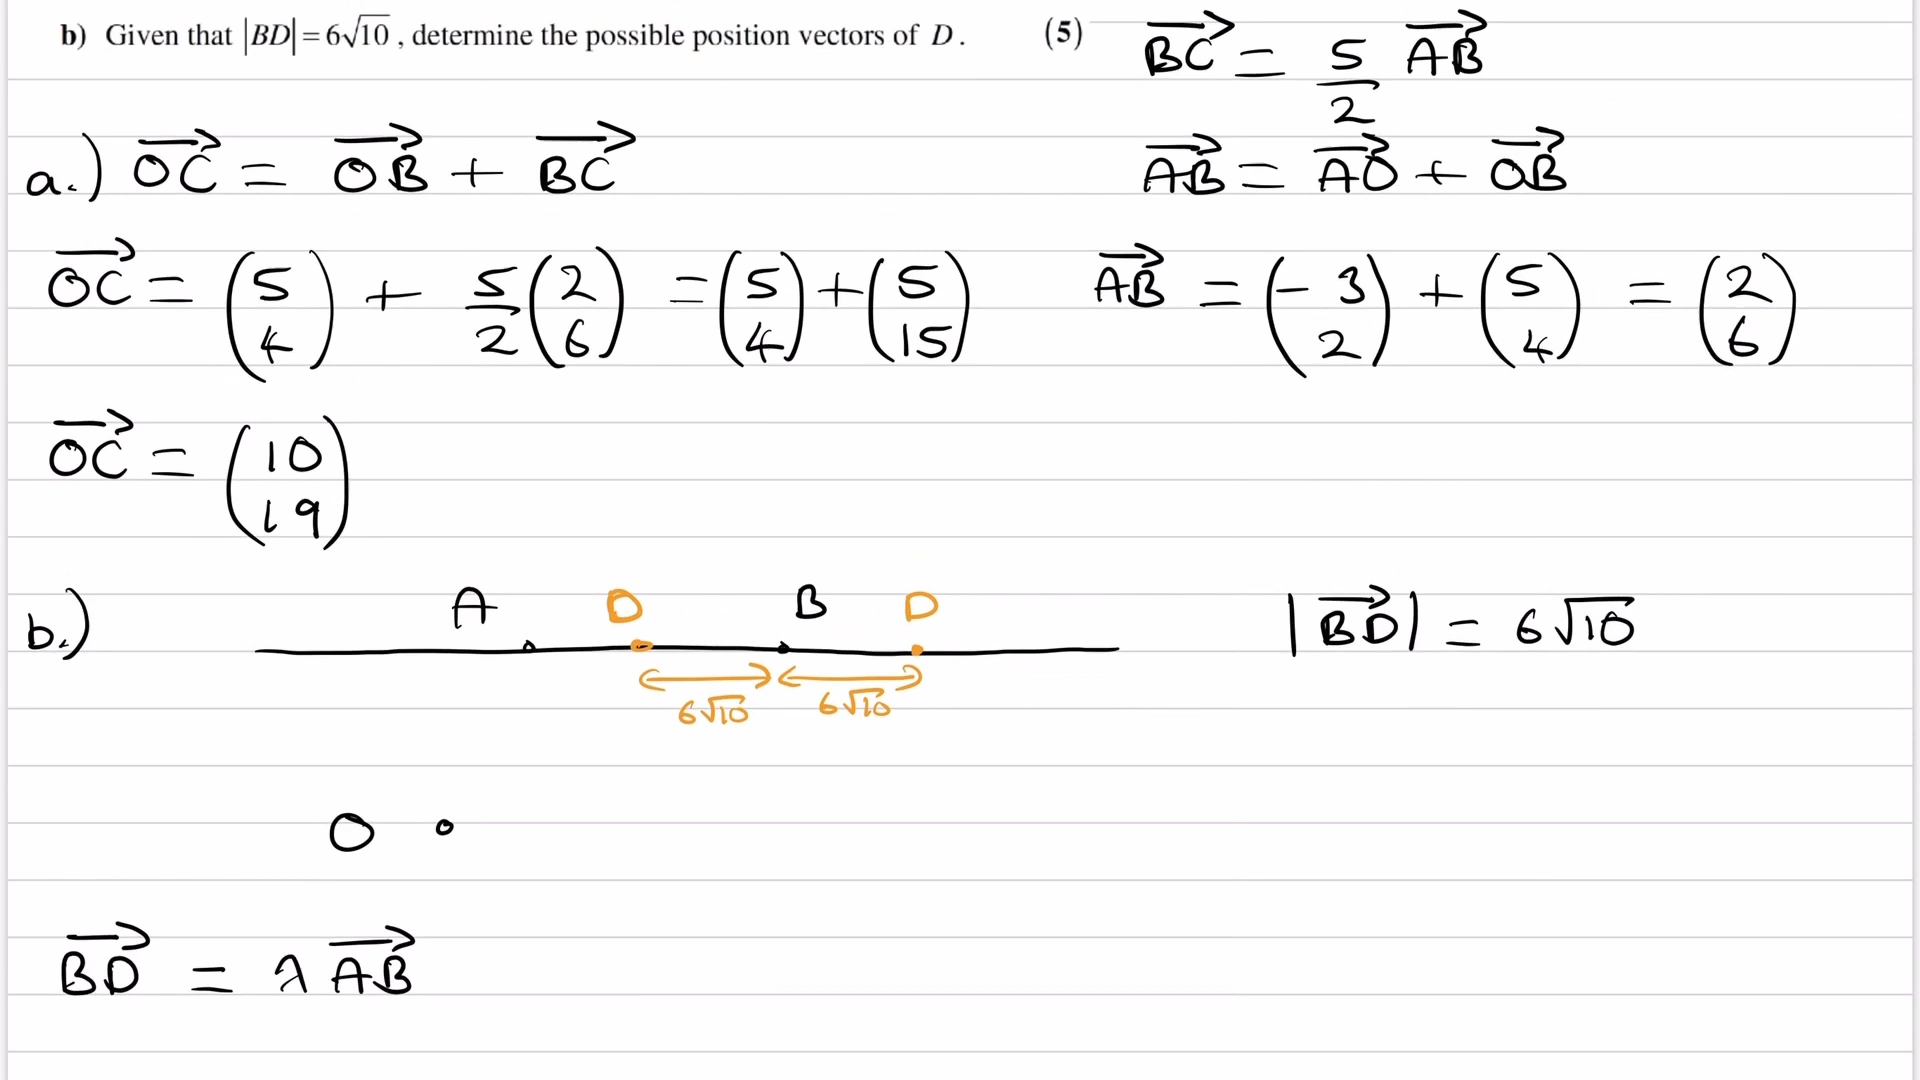 b) Given that |BD| = 6√10, determine the possible position vectors of D. (5)
→BC = 5/2 →AB
a.) →OC = →OB + →BC
→AB = →AO + →OB
→OC = (5 4) + 5/2 (2 6) = (5 4) + (5 15)
→AB = (-3 2) + (5 4) = (2 6)
→OC = (10 19)
b.)
A D B D
6√10 6√10
|→BD| = 6√10
O
→BD = λ →AB